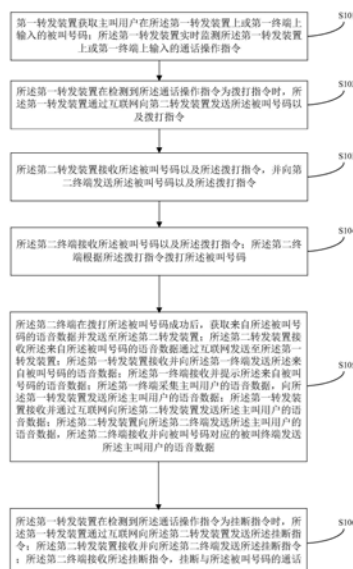 第一转发装置获取主叫用户在所述第一转发装置上或第一终端上
输入的被叫号码；所述第一转发装置实时监测所述第一转发装置
上或第一终端上输入的通话操作指令
S101
所述第一转发装置在检测到所述通话操作指令为拨打指令时，所
述第一转发装置通过互联网向第二转发装置发送所述被叫号码以
及拨打指令
S102
所述第二转发装置接收所述被叫号码以及所述拨打指令，并向第
二终端发送所述被叫号码以及所述拨打指令
S103
所述第二终端接收所述被叫号码以及所述拨打指令；所述第二终
端根据所述拨打指令拨打所述被叫号码
S104
所述第二终端在拨打所述被叫号码成功后，获取来自所述被叫号
码的语音数据并发送至所述第二转发装置；所述第二转发装置接
收所述来自所述被叫号码的语音数据通过互联网发送至所述第一
转发装置；所述第一转发装置接收并向所述第一终端发送所述来
自被叫号码的语音数据；所述第一终端接收并提示所述来自被叫
号码的语音数据；所述第一终端采集主叫用户的语音数据，向所
述第一转发装置发送所述主叫用户的语音数据；所述第一转发装
置接收并通过互联网向所述第二转发装置发送所述主叫用户的语
音数据；所述第二转发装置向所述第二终端发送所述主叫用户的
语音数据，所述第二终端接收并向被叫号码对应的被叫终端发送
所述主叫用户的语音数据
S105
所述第一转发装置在检测到所述通话操作指令为挂断指令时，所
述第一转发装置通过互联网向所述第二转发装置发送所述挂断指
令；所述第二转发装置接收并向所述第二终端发送所述挂断指令
；所述第二终端接收所述挂断指令，挂断与所述被叫号码的通话
S106